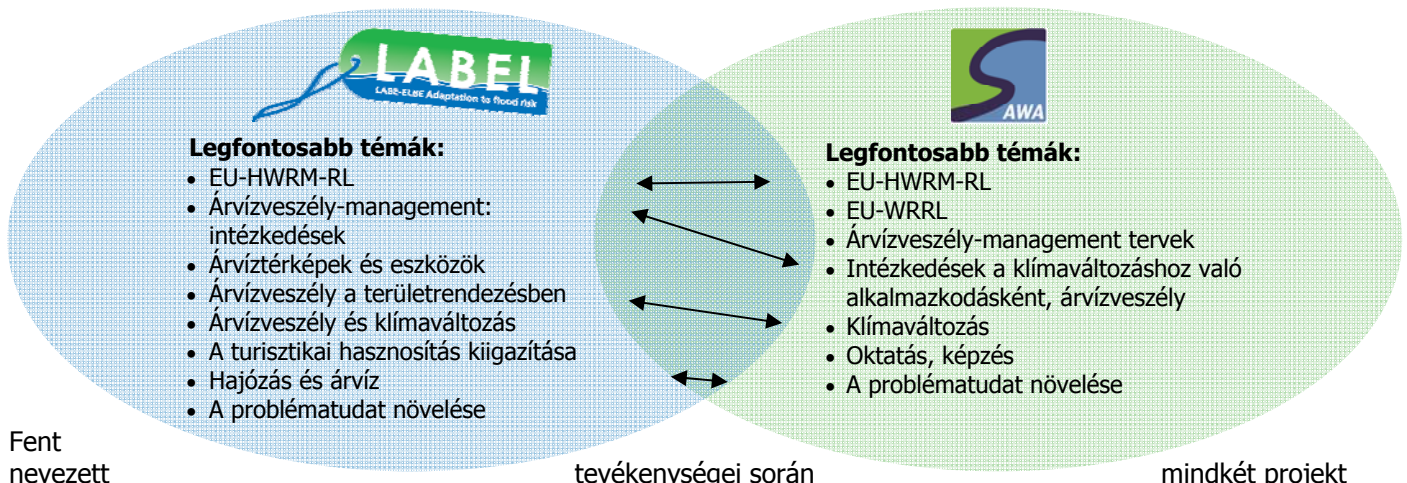 LABEL
LABE-ELBE Adaptation to flood risk
Legfontosabb témák:
• EU-HWRM-RL
• Árvízveszély-management:
intézkedések
• Árvíztérképek és eszközök
• Árvízveszély a területrendezésben
• Árvízveszély és klímaváltozás
• A turisztikai hasznosítás kiigazítása
• Hajózás és árvíz
• A problématudat növelése
SAWA
Legfontosabb témák:
• EU-HWRM-RL
• EU-WRRL
• Árvízveszély-management tervek
• Intézkedések a klímaváltozáshoz való
alkalmazkodásként, árvízveszély
• Klímaváltozás
• Oktatás, képzés
• A problématudat növelése
Fent
nevezett tevékenységei során mindkét projekt